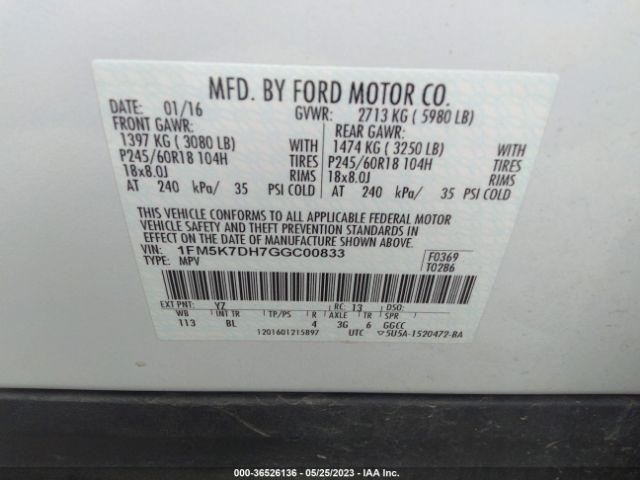 MFD. BY FORD MOTOR CO.
DATE: 01/16 GVWR: 2713 KG ( 5980 LB)
FRONT GAWR: REAR GAWR:
1397 KG ( 3080 LB) WITH 1474 KG ( 3250 LB) WITH
P245/60R18 104H TIRES P245/60R18 104H TIRES
18x8.0J RIMS 18x8.0J RIMS
AT 240 kPa/ 35 PSI COLD AT 240 kPa/ 35 PSI COLD
THIS VEHICLE CONFORMS TO ALL APPLICABLE FEDERAL MOTOR
VEHICLE SAFETY AND THEFT PREVENTION STANDARDS IN
EFFECT ON THE DATE OF MANUFACTURE SHOWN ABOVE.
VIN: 1FM5K7DH7GGC00833 F0369
TYPE: MPV T0286
EXT PNT: YZ RC: 13 DSO:
WB INT TR TP/PS R AXLE TR SPR
113 BL 4 3G 6 GGCC
1201601215897 UTC ▽5U5A-1520472-BA
000-36526136 - 05/25/2023 - IAA Inc.